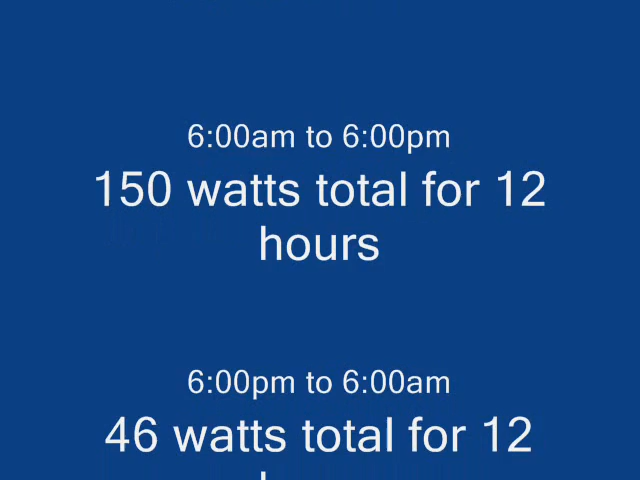 6:00am to 6:00pm
150 watts total for 12
hours
6:00pm to 6:00am
46 watts total for 12